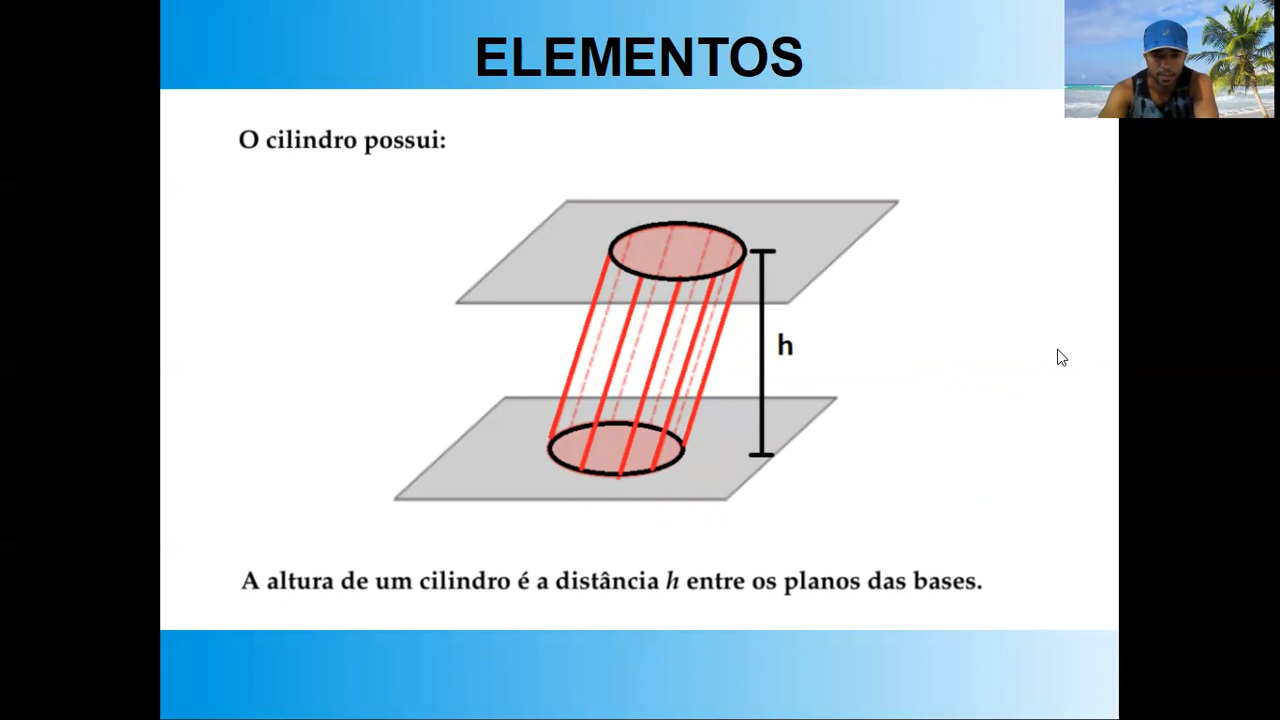 ELEMENTOS
O cilindro possui:
h
A altura de um cilindro é a distância h entre os planos das bases.